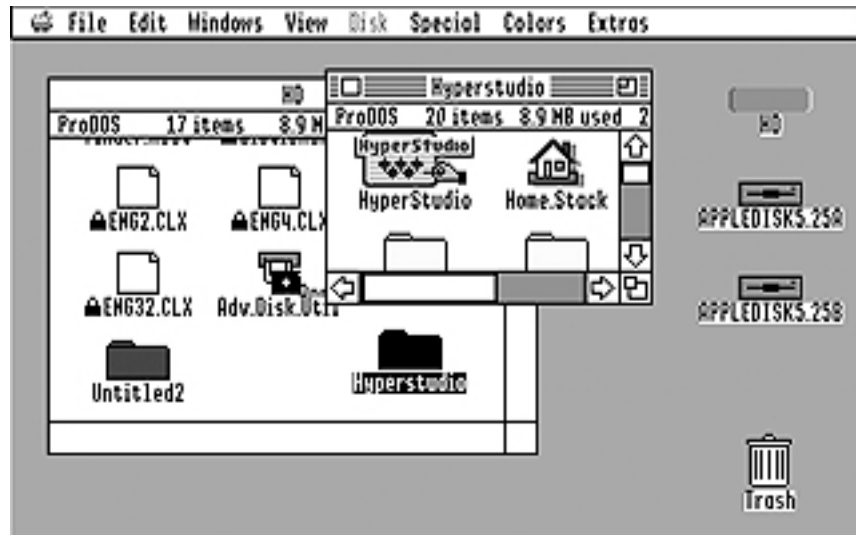 File Edit Windows View Disk Special Colors Extras
HD
ProDOS 17 items 8.9 M
ENG2.CLX ENG4.CLX
ENG32.CLX Adv.Disk.Util
Untitled2 Hyperstudio
Hyperstudio
ProDOS 20 items 8.9 MB used 2
HyperStudio
HyperStudio Home.Stack
HD
APPLEDISK5.25A
APPLEDISK5.25B
Trash